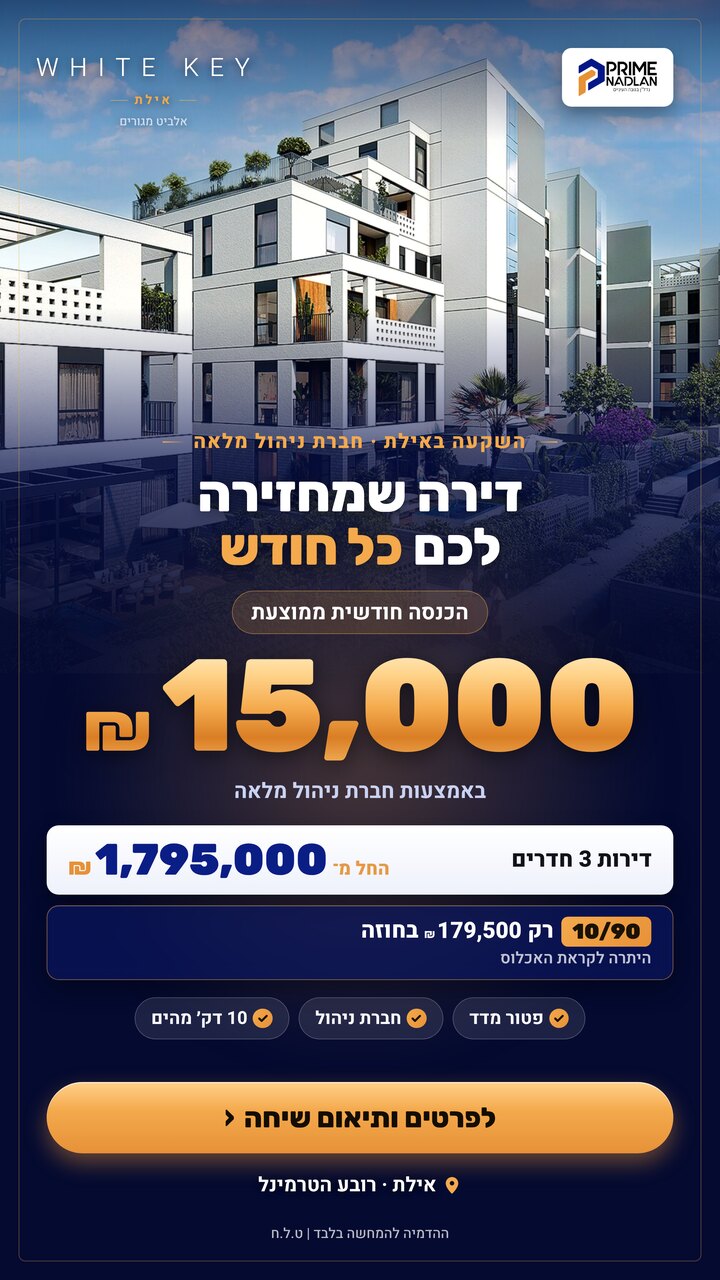 WHITE KEY
אילת
אלביט מגורים
PRIME
NADLAN
נדל"ן בגובה העיניים
השקעה באילת · חברת ניהול מלאה
דירה שמחזירה
לכם כל חודש
הכנסה חודשית ממוצעת
15,000 ₪
באמצעות חברת ניהול מלאה
דירות 3 חדרים
החל מ־ 1,795,000 ₪
10/90 רק 179,500 ₪ בחוזה
היתרה לקראת האכלוס
פטור מדד
חברת ניהול
10 דק׳ מהים
לפרטים ותיאום שיחה ›
אילת · רובע הטרמינל
ההדמיה להמחשה בלבד | ט.ל.ח